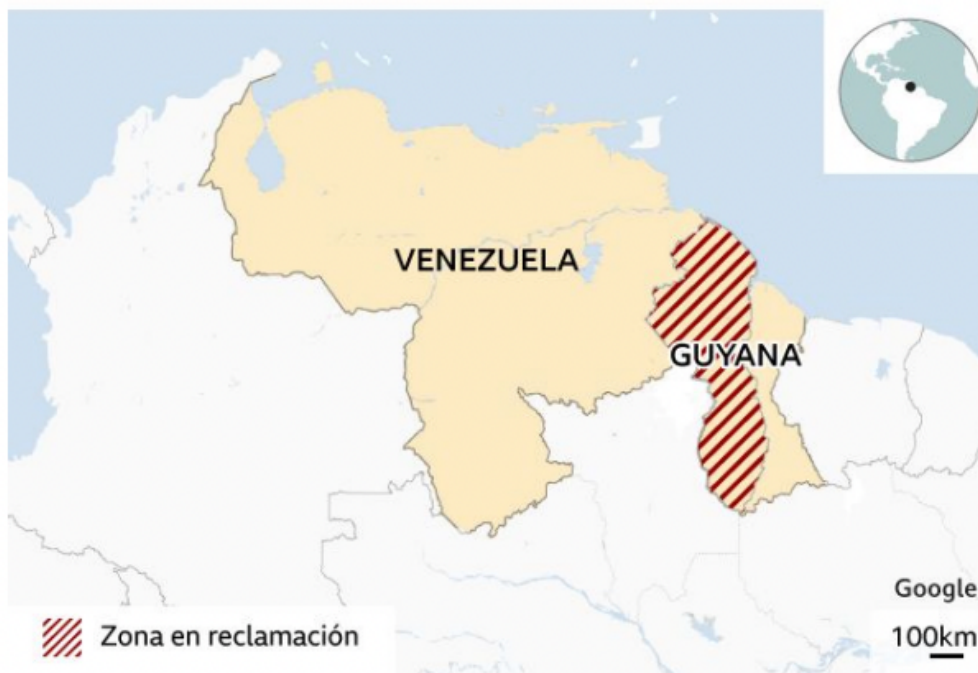 VENEZUELA
GUYANA
Google
Zona en reclamación
100km